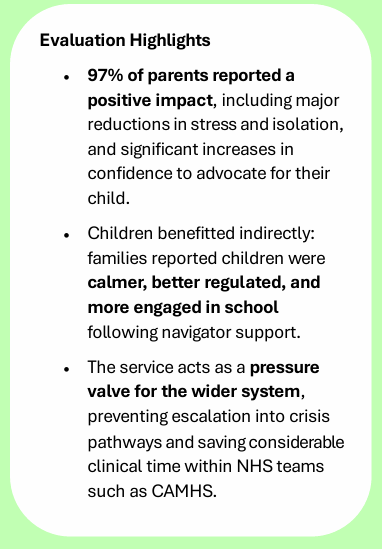 Evaluation Highlights
• 97% of parents reported a
positive impact, including major
reductions in stress and isolation,
and significant increases in
confidence to advocate for their
child.
• Children benefitted indirectly:
families reported children were
calmer, better regulated, and
more engaged in school
following navigator support.
• The service acts as a pressure
valve for the wider system,
preventing escalation into crisis
pathways and saving considerable
clinical time within NHS teams
such as CAMHS.